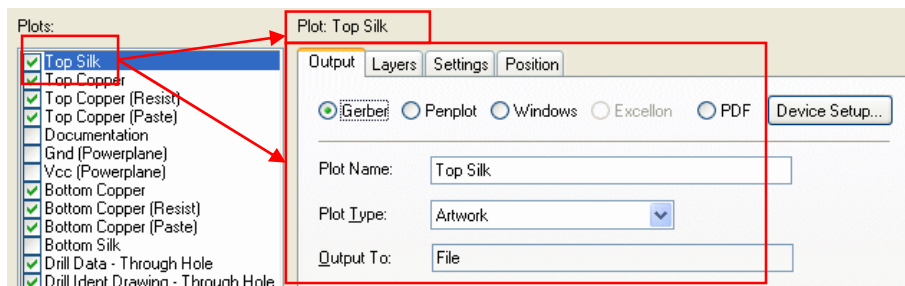 Plots:
Top Silk
Top Copper
Top Copper (Resist)
Top Copper (Paste)
Documentation
Gnd (Powerplane)
Vcc (Powerplane)
Bottom Copper
Bottom Copper (Resist)
Bottom Copper (Paste)
Bottom Silk
Drill Data - Through Hole
Drill Ident Drawing - Through Hole
Plot: Top Silk
Output Layers Settings Position
Gerber Penplot Windows Excellon PDF Device Setup...
Plot Name: Top Silk
Plot Type: Artwork
Output To: File